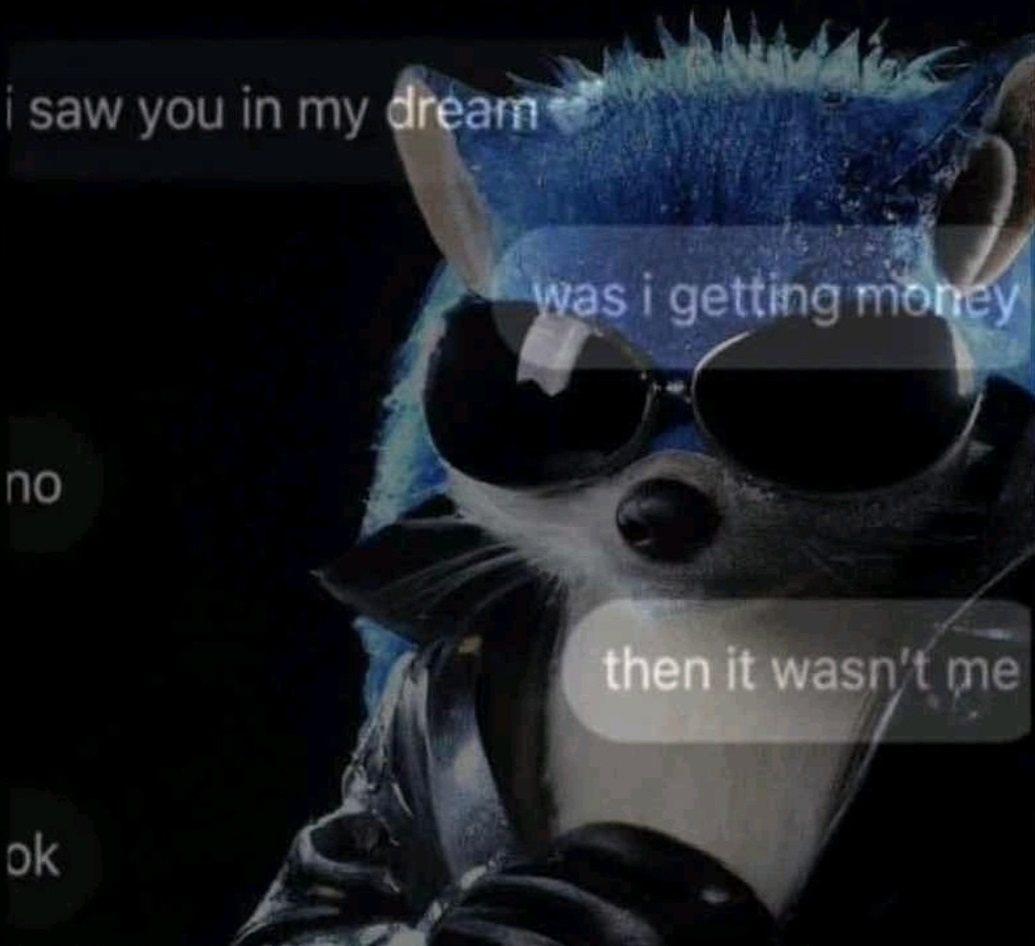 i saw you in my dream
was i getting money
no
then it wasn't me
ok